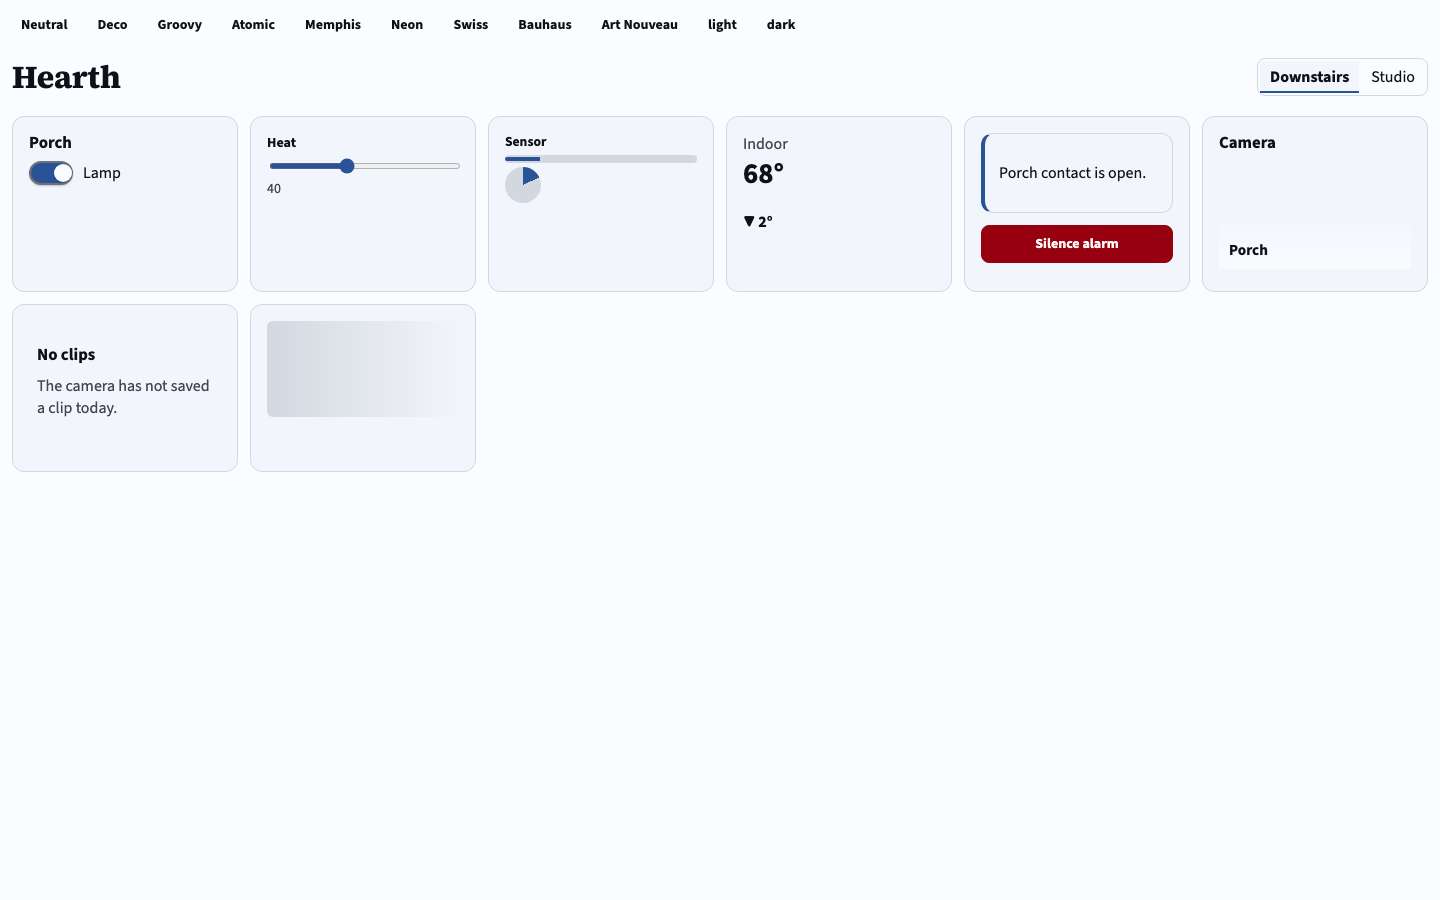 Neutral Deco Groovy Atomic Memphis Neon Swiss Bauhaus Art Nouveau light dark
Hearth
Downstairs Studio
Porch
Lamp
Heat
40
Sensor
Indoor
68°
▼ 2°
Porch contact is open.
Silence alarm
Camera
Porch
No clips
The camera has not saved
a clip today.